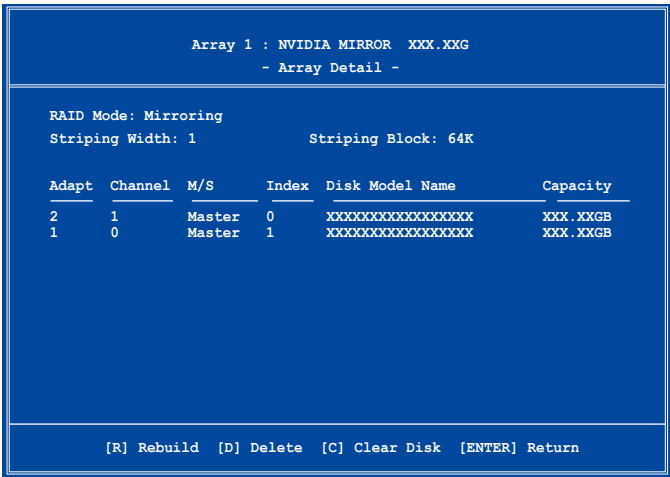 Array 1 : NVIDIA MIRROR XXX.XXG
- Array Detail -
RAID Mode: Mirroring
Striping Width: 1 Striping Block: 64K
Adapt Channel M/S Index Disk Model Name Capacity
2 1 Master 0 XXXXXXXXXXXXXXXXX XXX.XXGB
1 0 Master 1 XXXXXXXXXXXXXXXXX XXX.XXGB
[R] Rebuild [D] Delete [C] Clear Disk [ENTER] Return